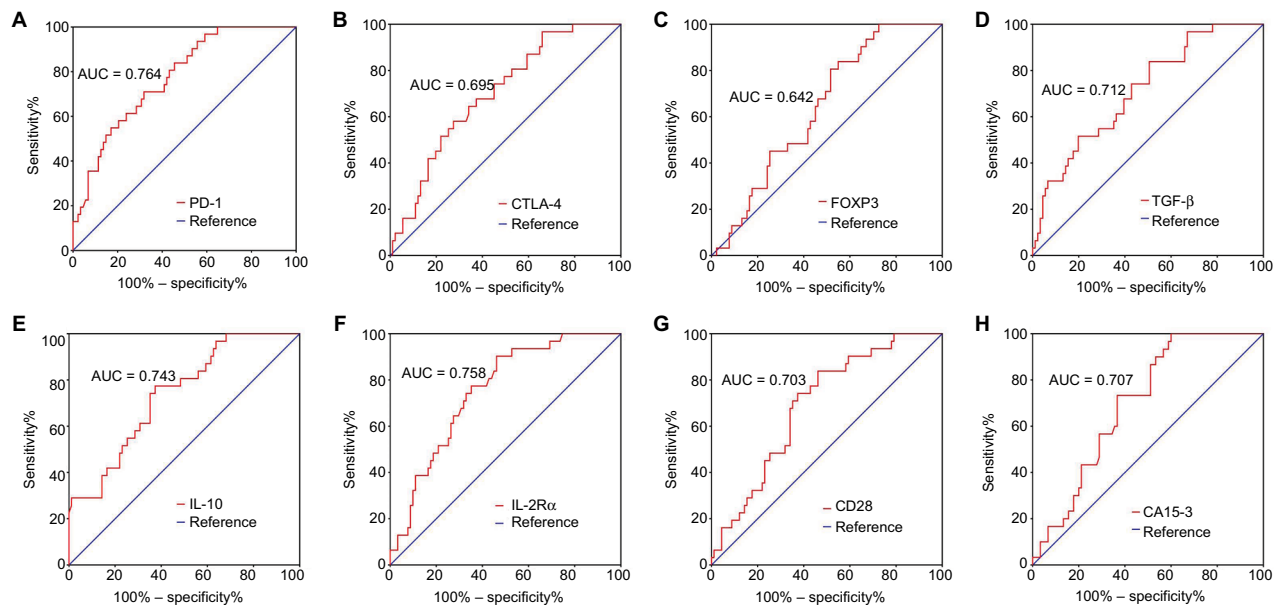 A
100
80
60
40
20
0
Sensitivity%
AUC = 0.764
PD-1
Reference
0 20 40 60 80 100
100% – specificity%
B
100
80
60
40
20
0
Sensitivity%
AUC = 0.695
CTLA-4
Reference
0 20 40 60 80 100
100% – specificity%
C
100
80
60
40
20
0
Sensitivity%
AUC = 0.642
FOXP3
Reference
0 20 40 60 80 100
100% – specificity%
D
100
80
60
40
20
0
Sensitivity%
AUC = 0.712
TGF-β
Reference
0 20 40 60 80 100
100% – specificity%
E
100
80
60
40
20
0
Sensitivity%
AUC = 0.743
IL-10
Reference
0 20 40 60 80 100
100% – specificity%
F
100
80
60
40
20
0
Sensitivity%
AUC = 0.758
IL-2Rα
Reference
0 20 40 60 80 100
100% – specificity%
G
100
80
60
40
20
0
Sensitivity%
AUC = 0.703
CD28
Reference
0 20 40 60 80 100
100% – specificity%
H
100
80
60
40
20
0
Sensitivity%
AUC = 0.707
CA15-3
Reference
0 20 40 60 80 100
100% – specificity%